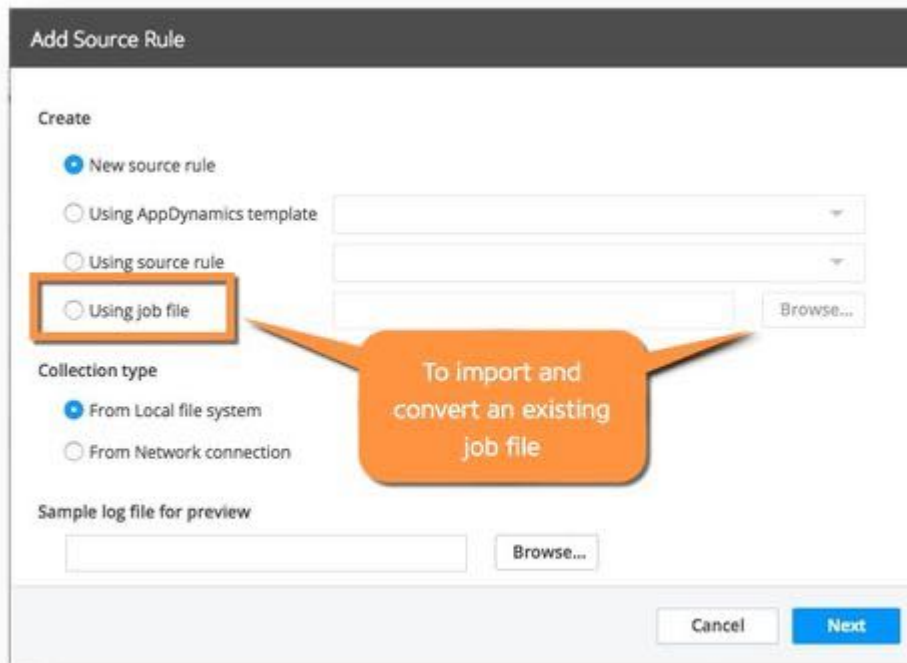 Add Source Rule
Create
New source rule
Using AppDynamics template
Using source rule
Using job file
Browse...
To import and
convert an existing
job file
Collection type
From Local file system
From Network connection
Sample log file for preview
Browse...
Cancel
Next